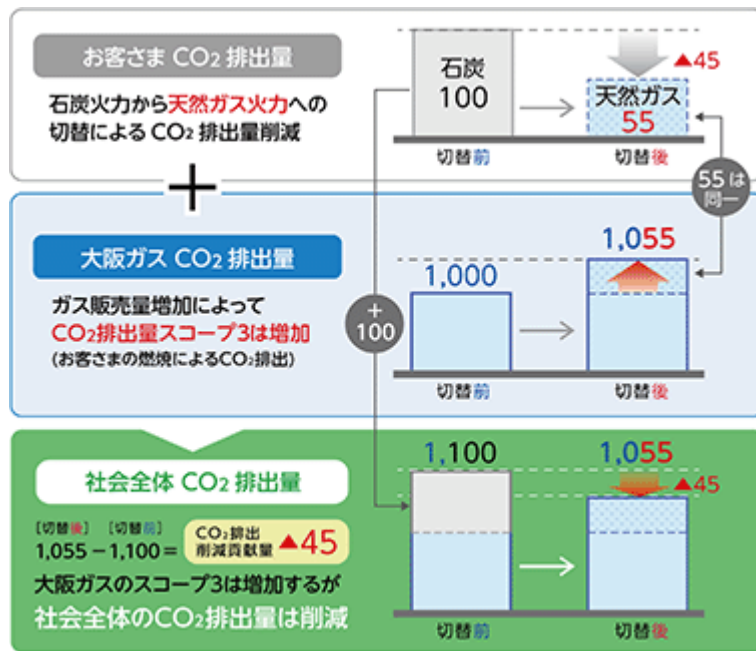 お客さま CO2 排出量
石炭火力から天然ガス火力への
切替による CO2 排出量削減
石炭
100
▲45
天然ガス
55
切替前
切替後
+
55は
同一
大阪ガス CO2 排出量
ガス販売量増加によって
CO2排出量スコープ3は増加
(お客さまの燃焼によるCO2排出)
+
100
1,000
1,055
切替前
切替後
社会全体 CO2 排出量
[切替後] [切替前]
1,055－1,100＝
CO2排出
削減貢献量 ▲45
大阪ガスのスコープ3は増加するが
社会全体のCO2排出量は削減
1,100
1,055
▲45
切替前
切替後